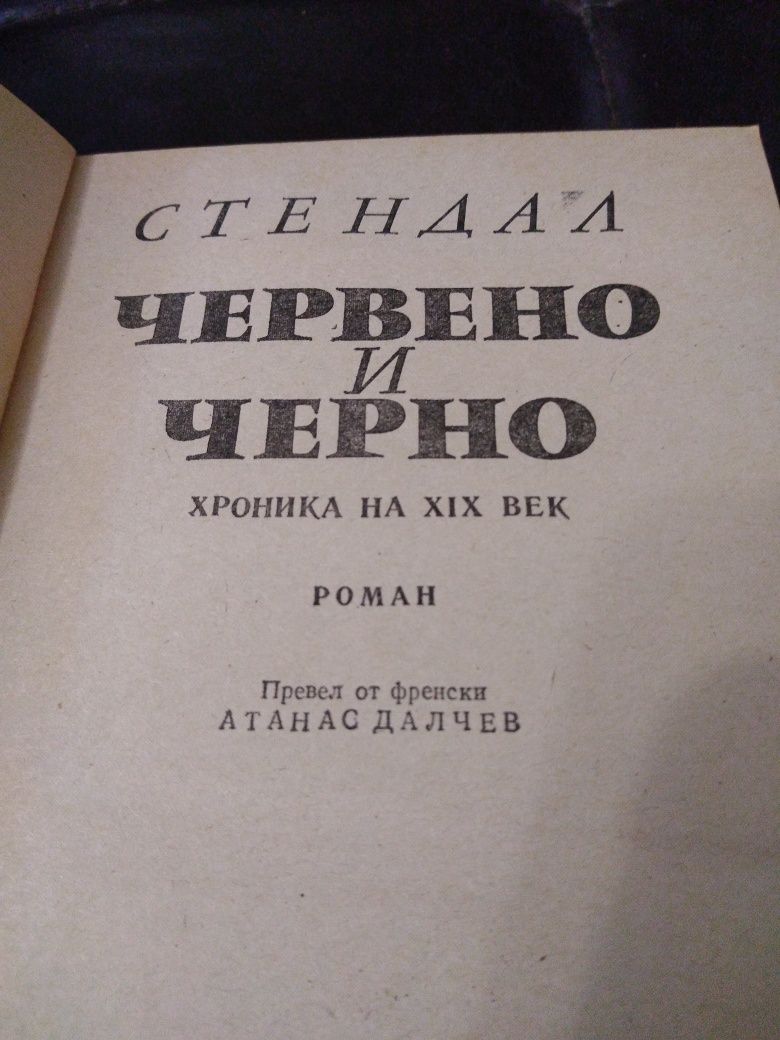 СТЕНДАЛ
ЧЕРВЕНО
И
ЧЕРНО
ХРОНИКА НА XIX ВЕК
РОМАН
Превел от френски
АТАНАС ДАЛЧЕВ